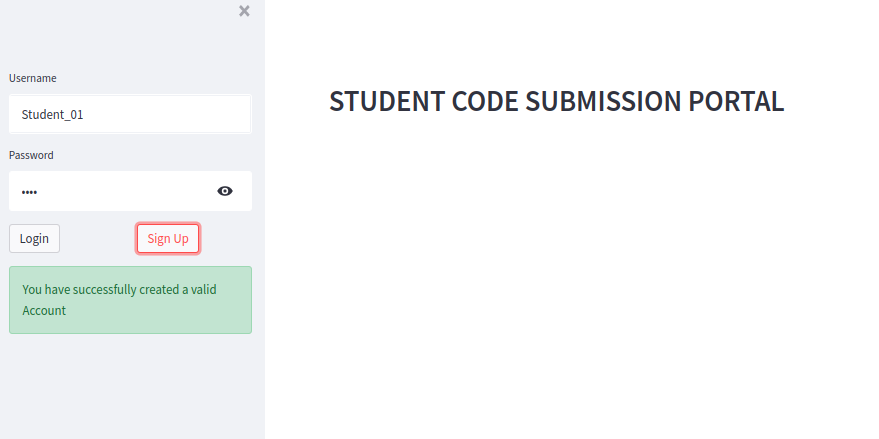 Username
Student_01
Password
••••
Login
Sign Up
You have successfully created a valid
Account
STUDENT CODE SUBMISSION PORTAL